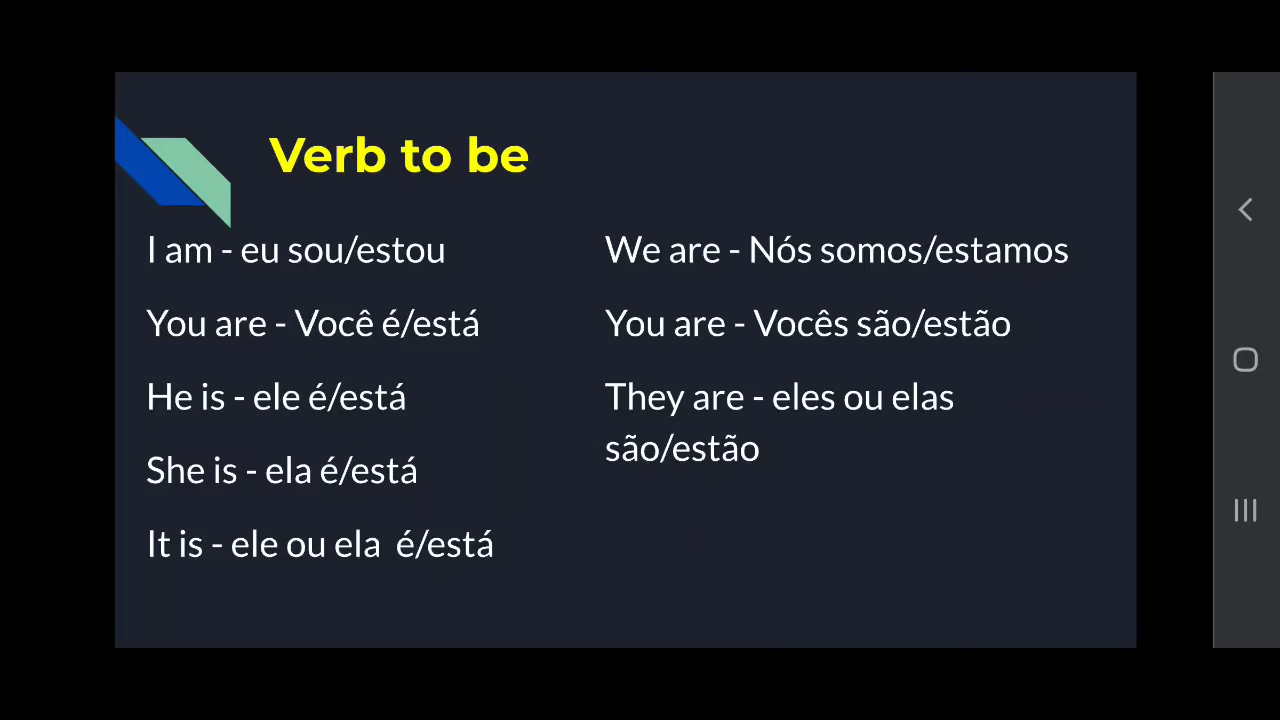 Verb to be
I am - eu sou/estou
You are - Você é/está
He is - ele é/está
She is - ela é/está
It is - ele ou ela  é/está
We are - Nós somos/estamos
You are - Vocês são/estão
They are - eles ou elas
são/estão